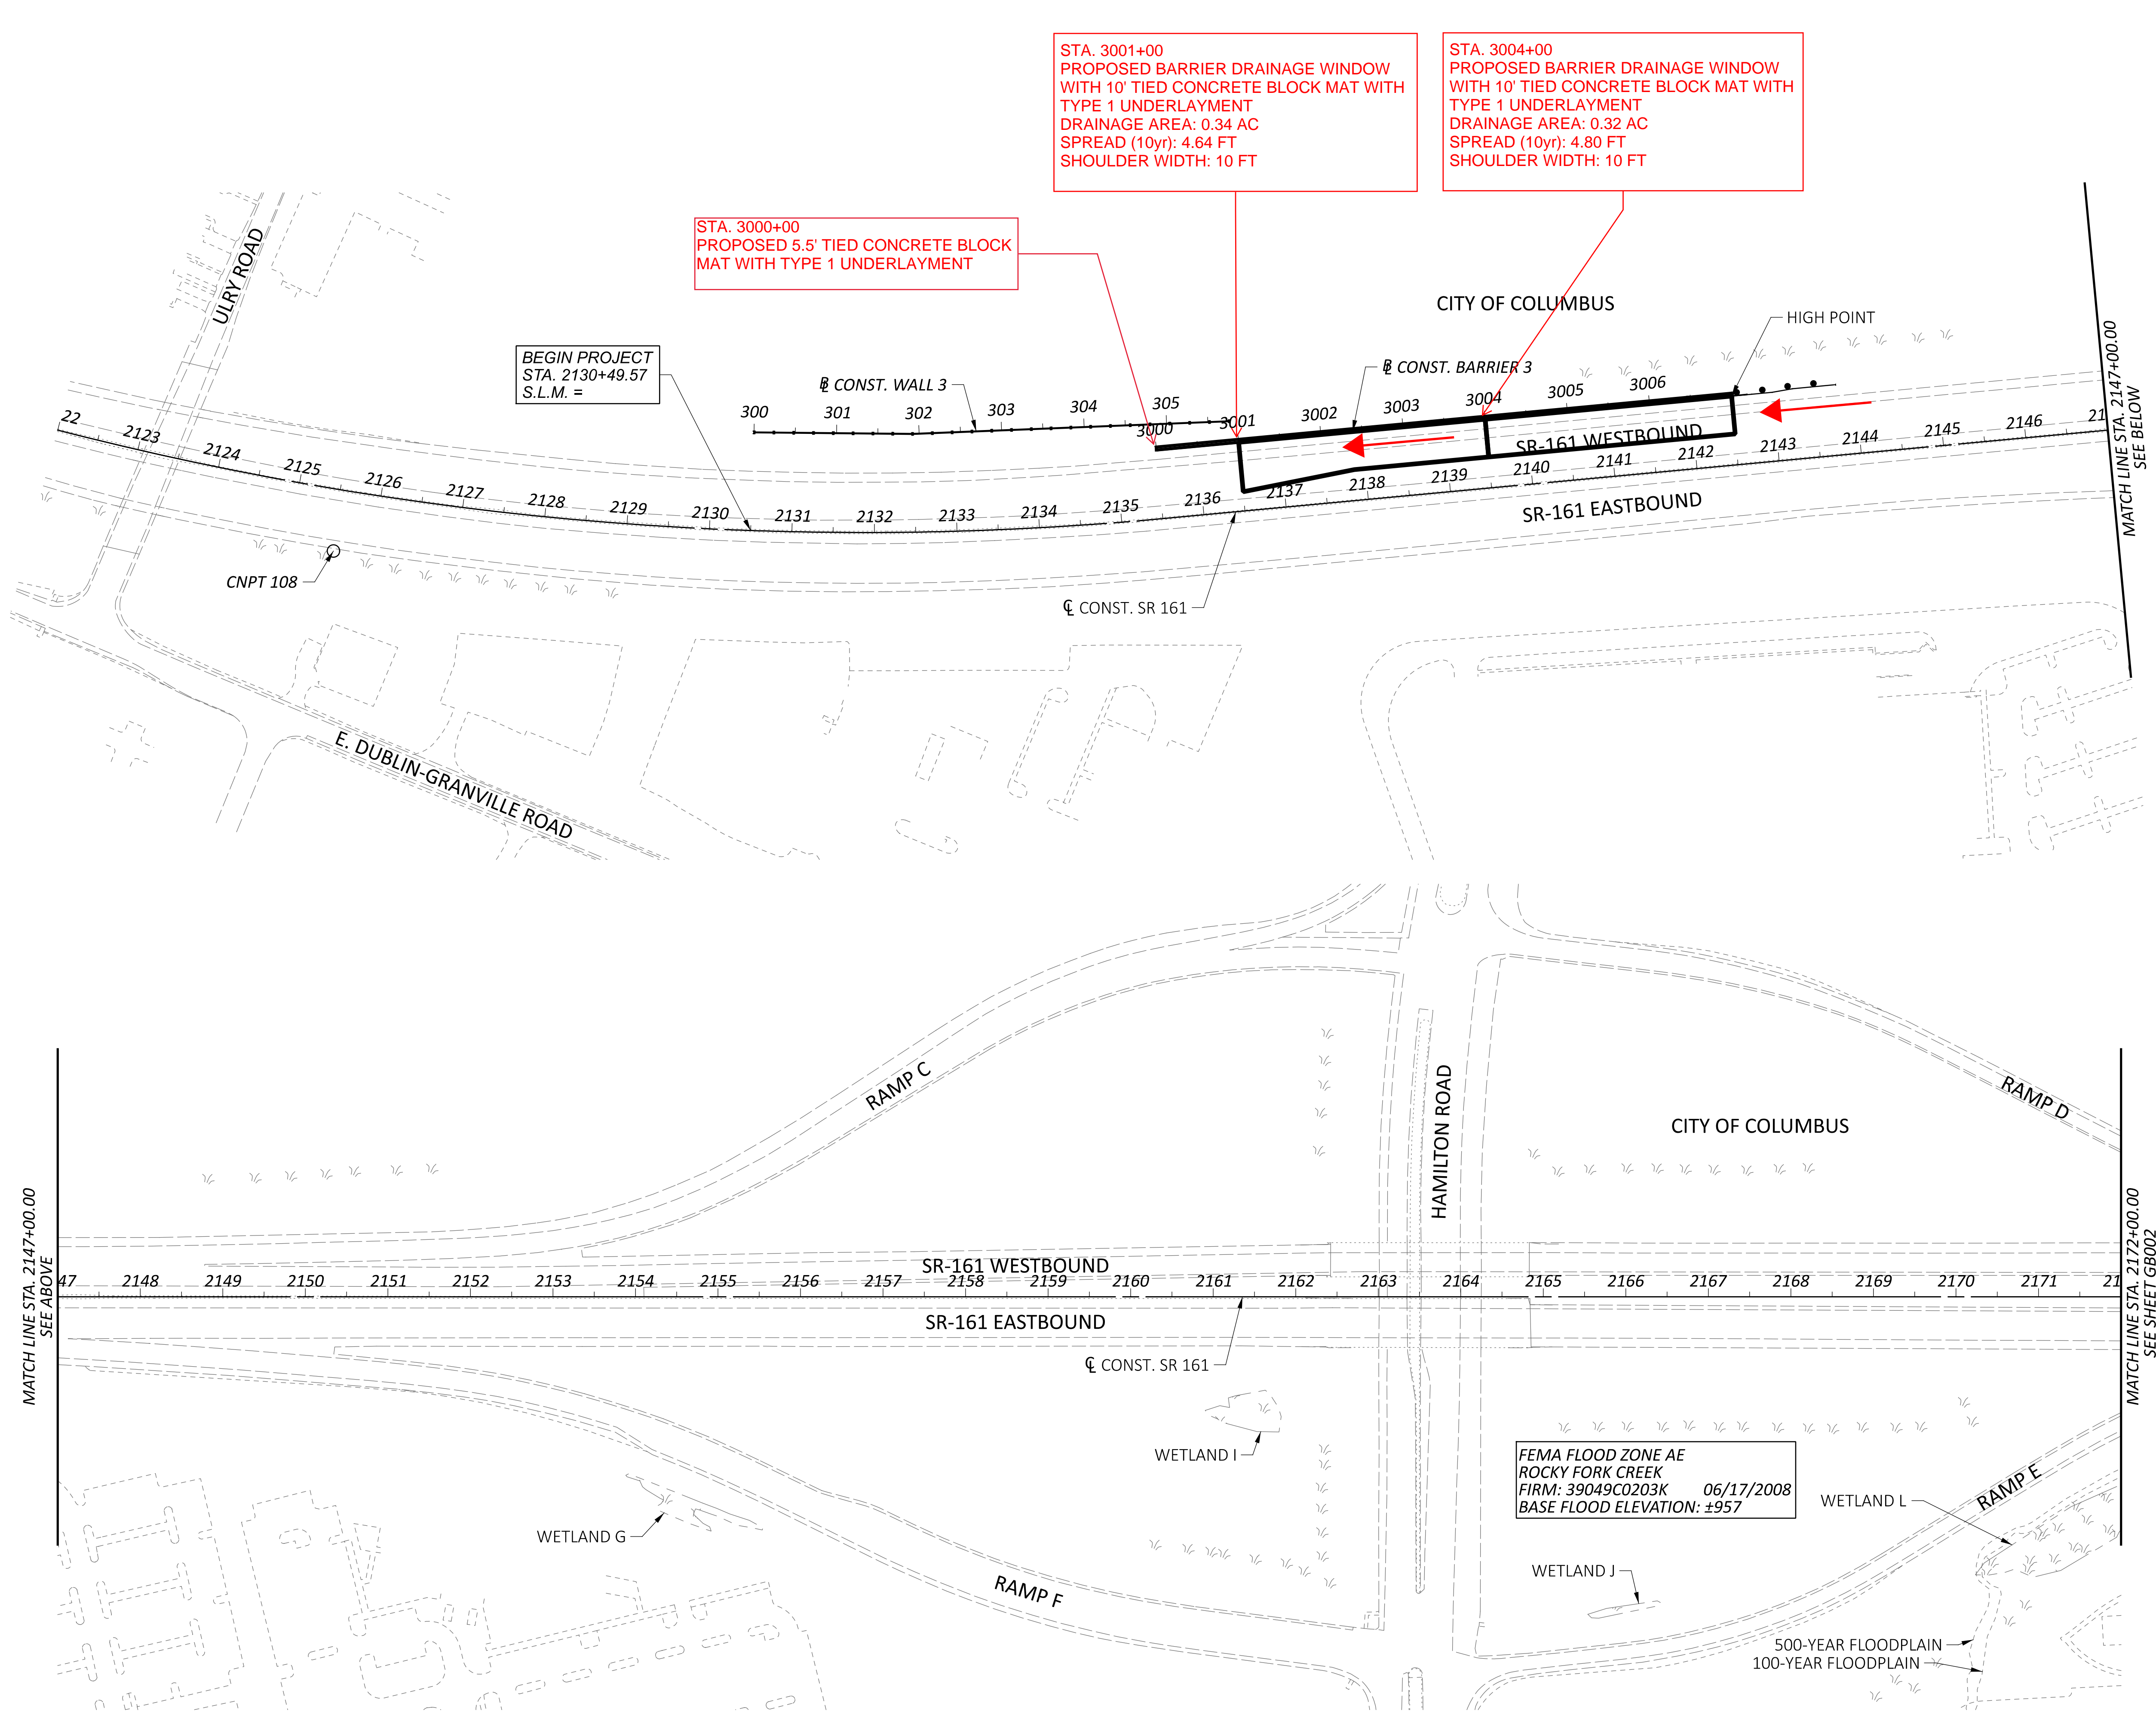 STA. 3001+00
PROPOSED BARRIER DRAINAGE WINDOW
WITH 10' TIED CONCRETE BLOCK MAT WITH
TYPE 1 UNDERLAYMENT
DRAINAGE AREA: 0.34 AC
SPREAD (10yr): 4.64 FT
SHOULDER WIDTH: 10 FT
STA. 3004+00
PROPOSED BARRIER DRAINAGE WINDOW
WITH 10' TIED CONCRETE BLOCK MAT WITH
TYPE 1 UNDERLAYMENT
DRAINAGE AREA: 0.32 AC
SPREAD (10yr): 4.80 FT
SHOULDER WIDTH: 10 FT
STA. 3000+00
PROPOSED 5.5' TIED CONCRETE BLOCK
MAT WITH TYPE 1 UNDERLAYMENT
ULRY ROAD
CITY OF COLUMBUS
HIGH POINT
BEGIN PROJECT
STA. 2130+49.57
S.L.M. =
℄ CONST. WALL 3
℄ CONST. BARRIER 3
300 301 302 303 304 305
3000 3001 3002 3003 3004 3005 3006
SR-161 WESTBOUND
22 2123 2124 2125 2126 2127 2128 2129 2130 2131 2132 2133 2134 2135 2136 2137 2138 2139 2140 2141 2142 2143 2144 2145 2146 21
SR-161 EASTBOUND
MATCH LINE STA. 2147+00.00
SEE BELOW
CNPT 108
℄ CONST. SR 161
E. DUBLIN-GRANVILLE ROAD
RAMP C
HAMILTON ROAD
RAMP D
CITY OF COLUMBUS
MATCH LINE STA. 2147+00.00
SEE ABOVE
SR-161 WESTBOUND
47 2148 2149 2150 2151 2152 2153 2154 2155 2156 2157 2158 2159 2160 2161 2162 2163 2164 2165 2166 2167 2168 2169 2170 2171 21
SR-161 EASTBOUND
MATCH LINE STA. 2172+00.00
SEE SHEET GB002
℄ CONST. SR 161
WETLAND I
WETLAND G
FEMA FLOOD ZONE AE
ROCKY FORK CREEK
FIRM: 39049C0203K 06/17/2008
BASE FLOOD ELEVATION: ±957
WETLAND L
RAMP E
WETLAND J
RAMP F
500-YEAR FLOODPLAIN
100-YEAR FLOODPLAIN